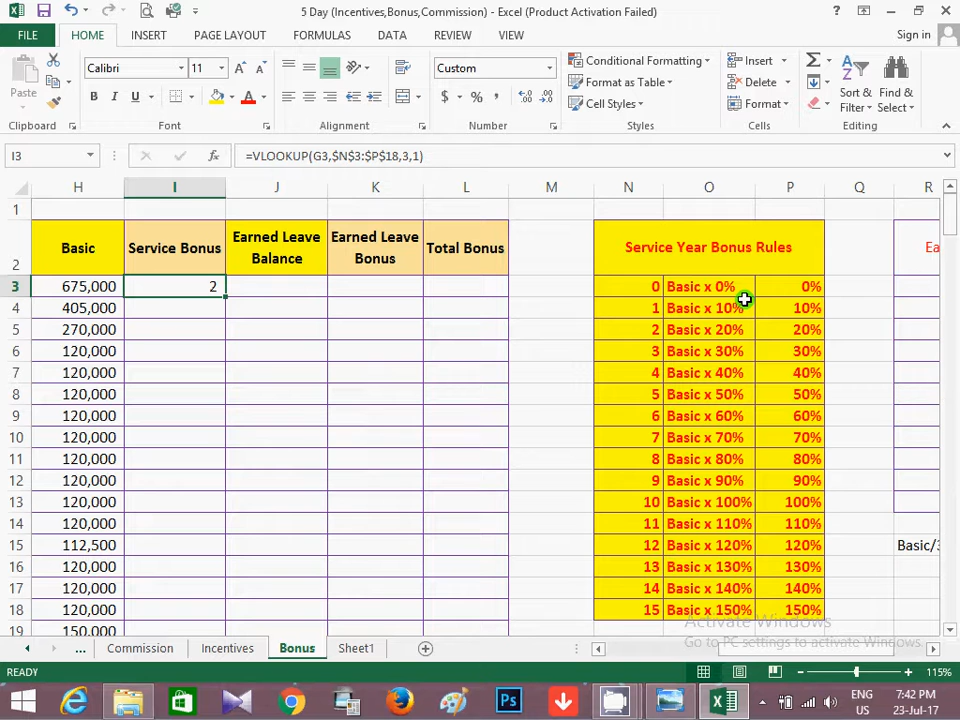 5 Day (Incentives,Bonus,Commission) - Excel (Product Activation Failed)
FILE HOME INSERT PAGE LAYOUT FORMULAS DATA REVIEW VIEW Sign in
Paste
Calibri 11
B I U
Custom
$ % ,
Conditional Formatting
Format as Table
Cell Styles
Insert
Delete
Format
Sort & Filter
Find & Select
Clipboard Font Alignment Number Styles Cells Editing
I3 =VLOOKUP(G3,$N$3:$P$18,3,1)
H I J K L M N O P Q R
1
2 Basic Service Bonus Earned Leave Balance Earned Leave Bonus Total Bonus Service Year Bonus Rules Ea
3 675,000 2 0 Basic x 0% 0%
4 405,000 1 Basic x 10% 10%
5 270,000 2 Basic x 20% 20%
6 120,000 3 Basic x 30% 30%
7 120,000 4 Basic x 40% 40%
8 120,000 5 Basic x 50% 50%
9 120,000 6 Basic x 60% 60%
10 120,000 7 Basic x 70% 70%
11 120,000 8 Basic x 80% 80%
12 120,000 9 Basic x 90% 90%
13 120,000 10 Basic x 100% 100%
14 120,000 11 Basic x 110% 110%
15 112,500 12 Basic x 120% 120% Basic/3
16 120,000 13 Basic x 130% 130%
17 120,000 14 Basic x 140% 140%
18 120,000 15 Basic x 150% 150%
19 150,000
Activate Windows
Go to PC settings to activate Windows.
... Commission Incentives Bonus Sheet1
READY 115%
Ps
ENG US
7:42 PM
23-Jul-17